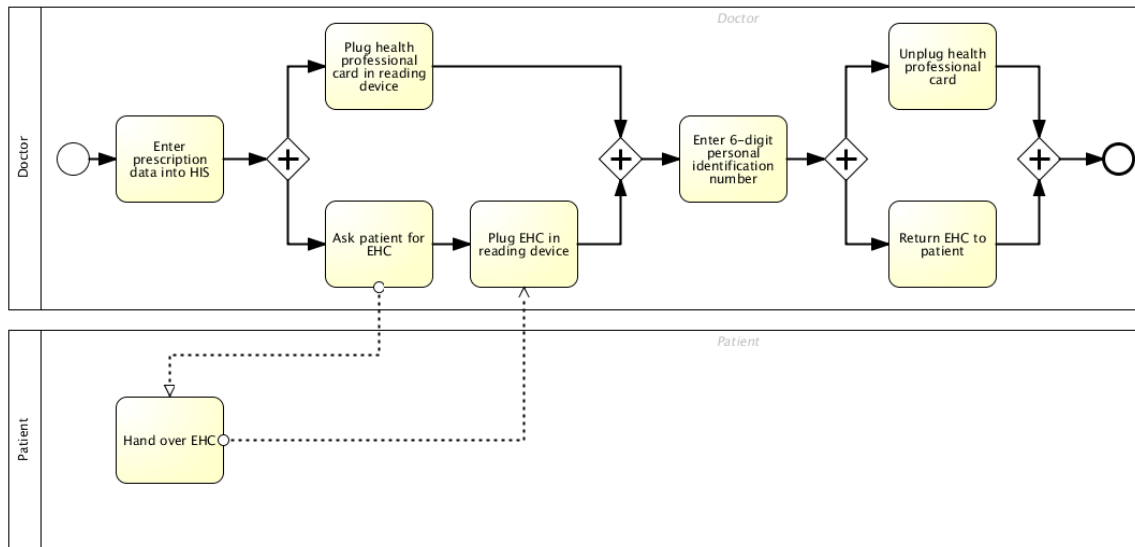 Doctor
Doctor
Plug health
professional
card in reading
device
Unplug health
professional
card
Enter
prescription
data into HIS
Enter 6-digit
personal
identification
number
Ask patient for
EHC
Plug EHC in
reading device
Return EHC to
patient
Patient
Patient
Hand over EHC